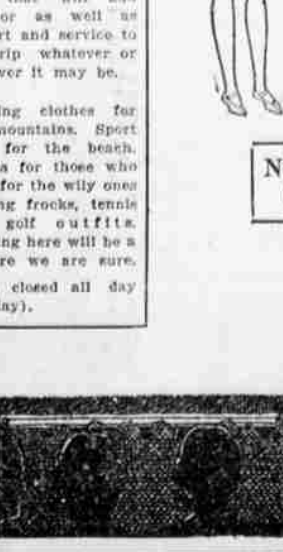 or as well as
rt and service to
rip whatever or
ver it may be.
ing clothes for
mountains. Sport
for the beach.
s for those who
for the wily ones
ng frocks, tennis
golf outfits.
ing here will be a
re we are sure.
closed all day
ay).
N